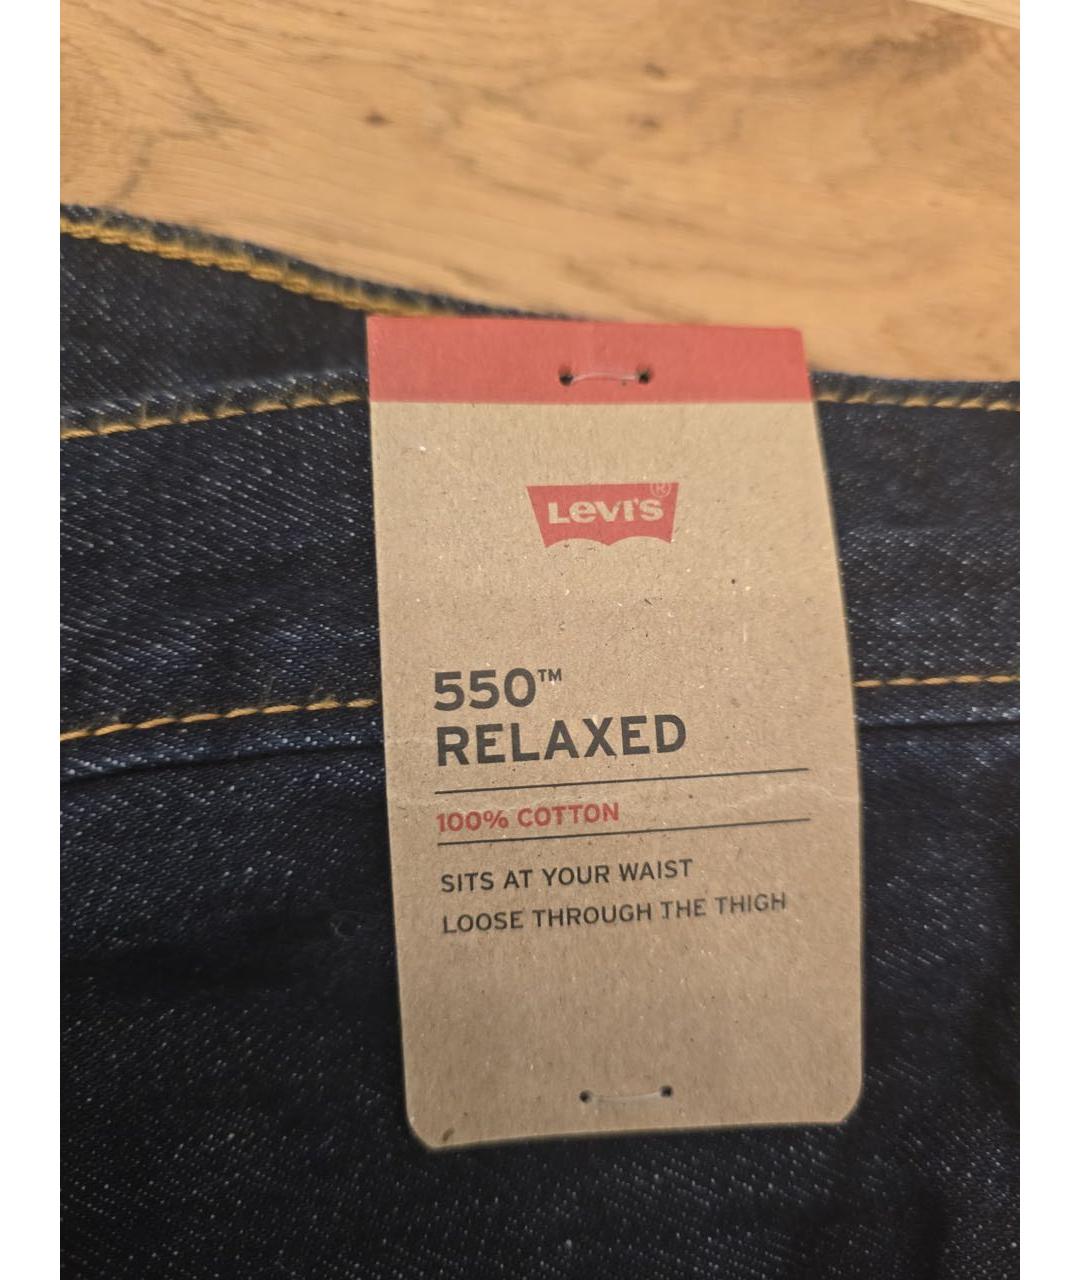 Levi's®
550™
RELAXED
100% COTTON
SITS AT YOUR WAIST
LOOSE THROUGH THE THIGH